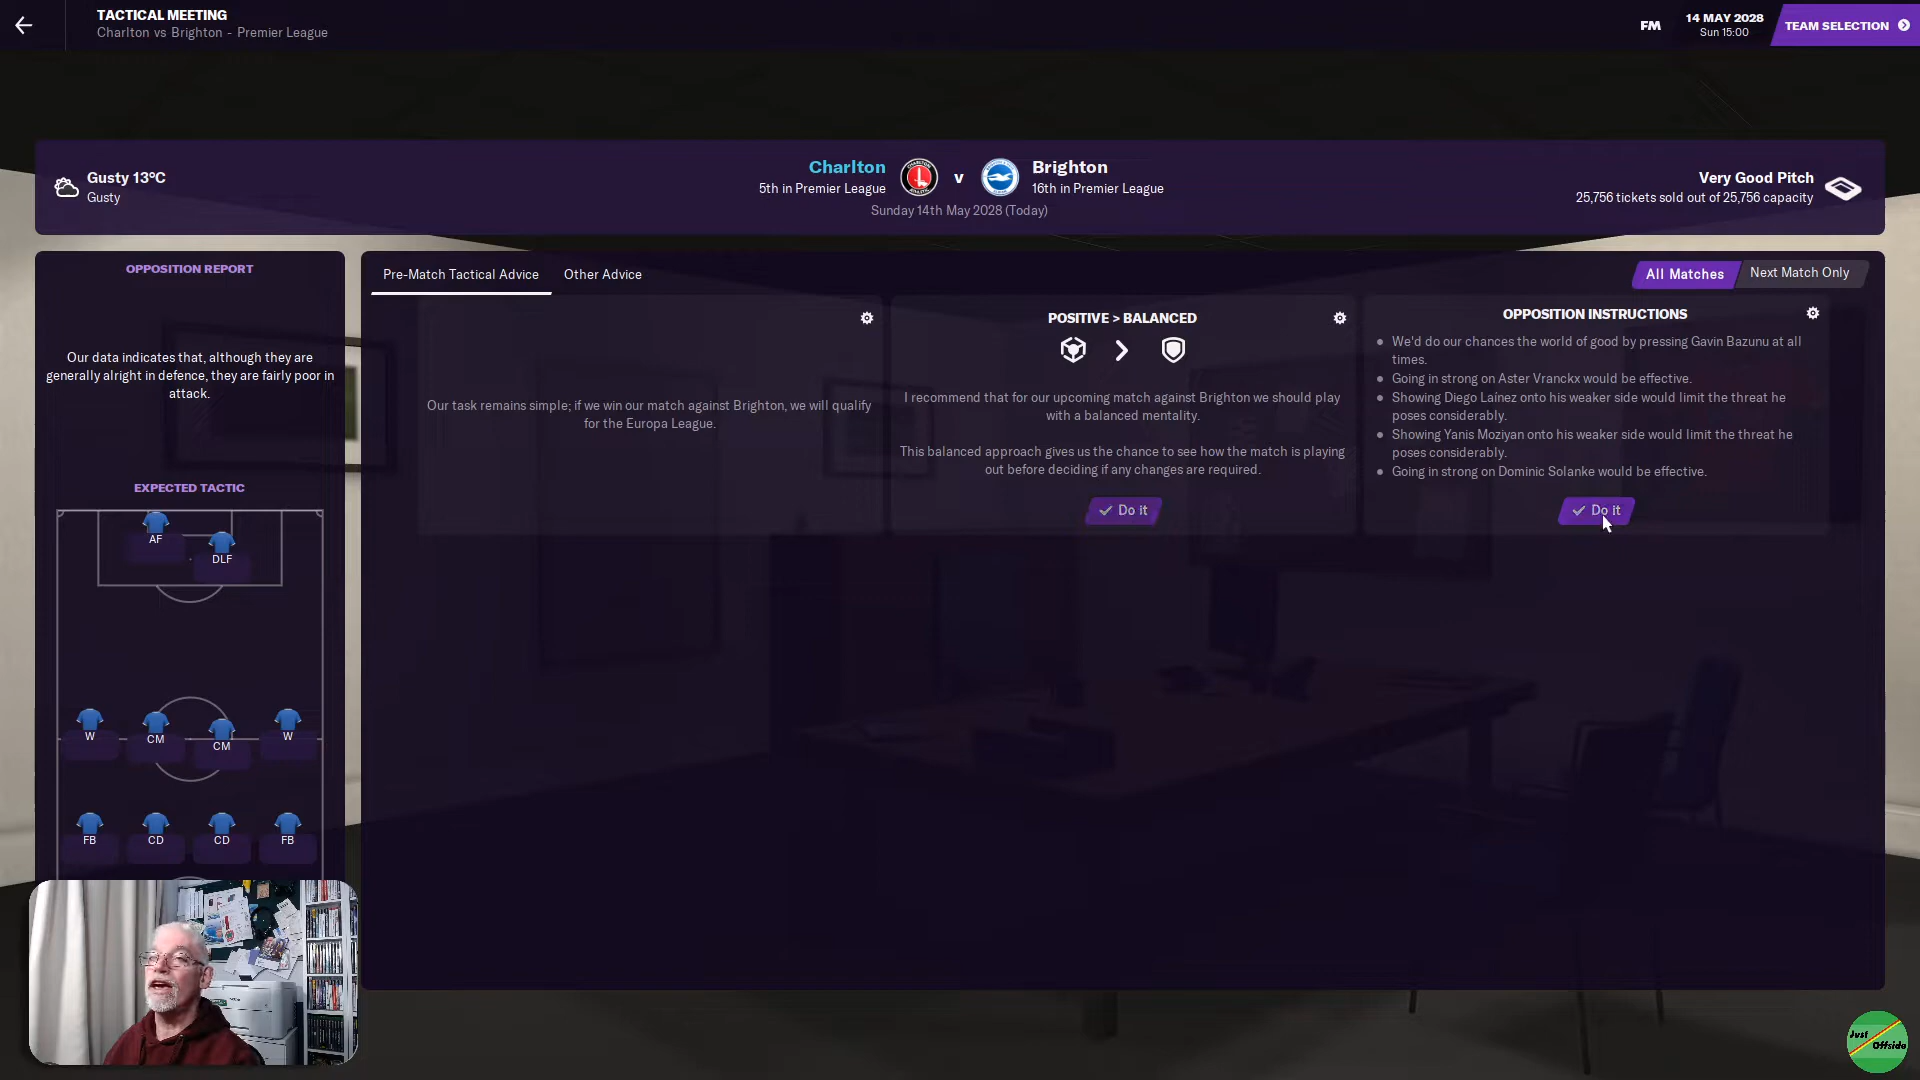 TACTICAL MEETING
Charlton vs Brighton - Premier League
FM
14 MAY 2028
Sun 15:00
TEAM SELECTION
Gusty 13°C
Gusty
Charlton
5th in Premier League
v
Brighton
16th in Premier League
Sunday 14th May 2028 (Today)
Very Good Pitch
25,756 tickets sold out of 25,756 capacity
OPPOSITION REPORT
Our data indicates that, although they are
generally alright in defence, they are fairly poor in
attack.
EXPECTED TACTIC
AF
DLF
W
CM
CM
W
FB
CD
CD
FB
Pre-Match Tactical Advice
Other Advice
All Matches
Next Match Only
Our task remains simple; if we win our match against Brighton, we will qualify
for the Europa League.
POSITIVE > BALANCED
I recommend that for our upcoming match against Brighton we should play
with a balanced mentality.
This balanced approach gives us the chance to see how the match is playing
out before deciding if any changes are required.
Do it
OPPOSITION INSTRUCTIONS
We'd do our chances the world of good by pressing Gavin Bazunu at all
times.
Going in strong on Aster Vranckx would be effective.
Showing Diego Laínez onto his weaker side would limit the threat he
poses considerably.
Showing Yanis Moziyan onto his weaker side would limit the threat he
poses considerably.
Going in strong on Dominic Solanke would be effective.
Do it
Just
Offside